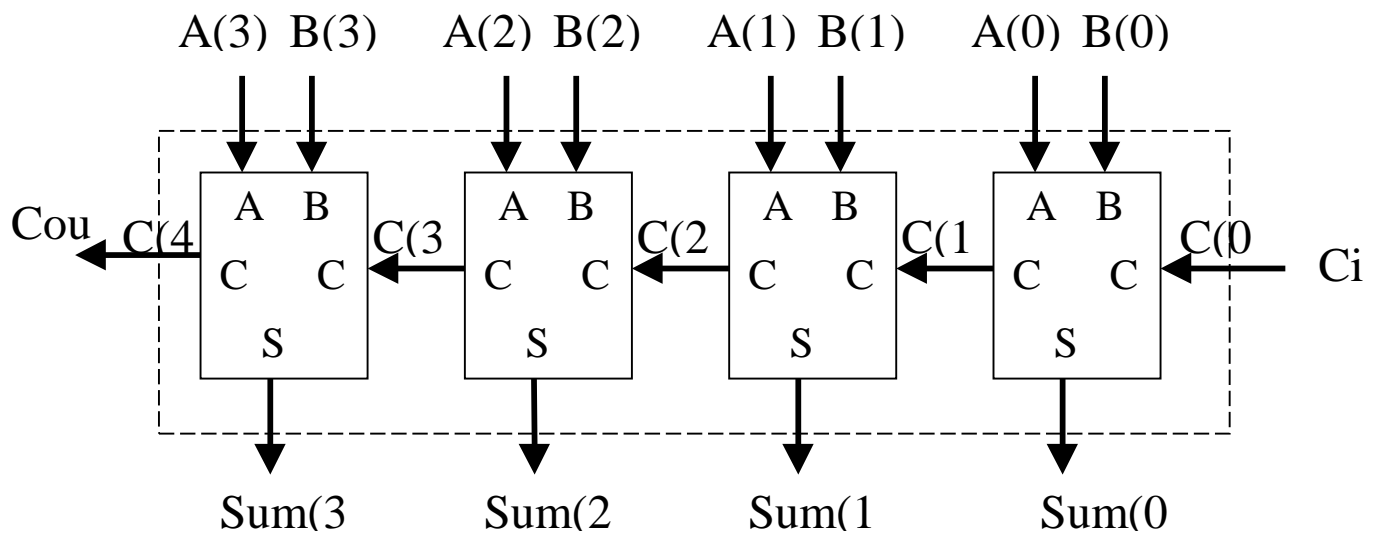 A(3) B(3) A(2) B(2) A(1) B(1) A(0) B(0)
A B A B A B A B
Cou C(4 C(3 C(2 C(1 C(0 Ci
C C C C C C C C
S S S S
Sum(3 Sum(2 Sum(1 Sum(0